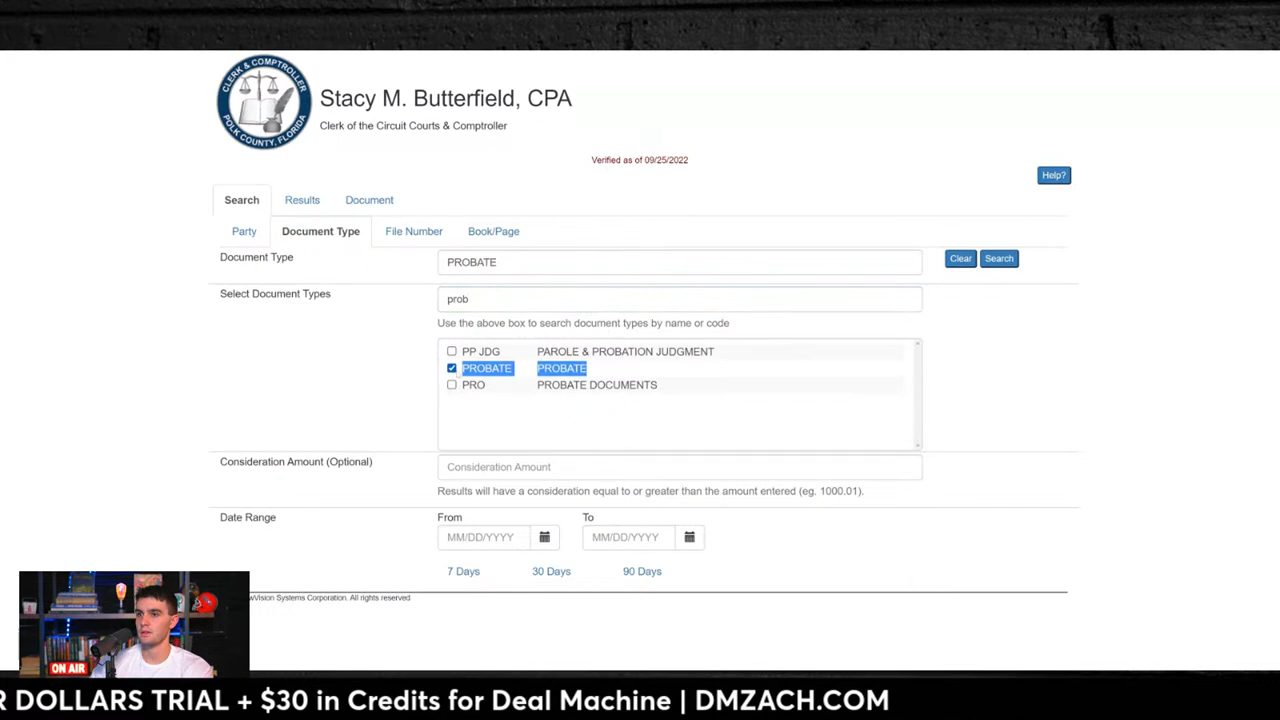 CLERK & COMPTROLLER
POLK COUNTY, FLORIDA
Stacy M. Butterfield, CPA
Clerk of the Circuit Courts & Comptroller
Verified as of 09/25/2022
Help?
Search Results Document
Party Document Type File Number Book/Page
Document Type PROBATE Clear Search
Select Document Types prob
Use the above box to search document types by name or code
PP JDG PAROLE & PROBATION JUDGMENT
PROBATE PROBATE
PRO PROBATE DOCUMENTS
Consideration Amount (Optional) Consideration Amount
Results will have a consideration equal to or greater than the amount entered (eg. 1000.01).
Date Range From To
MM/DD/YYYY MM/DD/YYYY
7 Days 30 Days 90 Days
Systems Corporation. All rights reserved
ON AIR
DOLLARS TRIAL + $30 in Credits for Deal Machine | DMZACH.COM